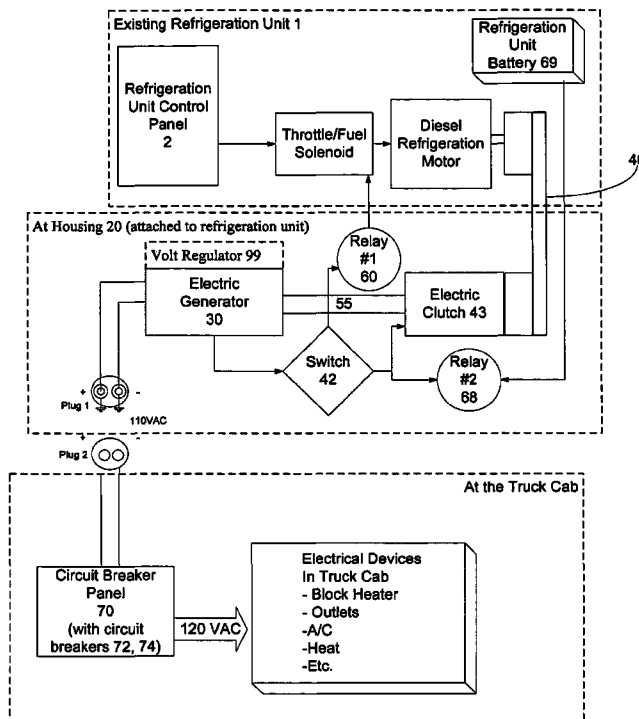 Existing Refrigeration Unit 1
Refrigeration
Unit
Battery 69
Refrigeration
Unit Control
Panel
2
Throttle/Fuel
Solenoid
Diesel
Refrigeration
Motor
At Housing 20 (attached to refrigeration unit)
Volt Regulator 99
Relay
#1
60
Electric
Generator
30
55
Electric
Clutch 43
Switch
42
Relay
#2
68
+
-
Plug 1
110VAC
+
-
Plug 2
At the Truck Cab
Circuit Breaker
Panel
70
(with circuit
breakers 72, 74)
120 VAC
Electrical Devices
In Truck Cab
- Block Heater
- Outlets
-A/C
-Heat
-Etc.